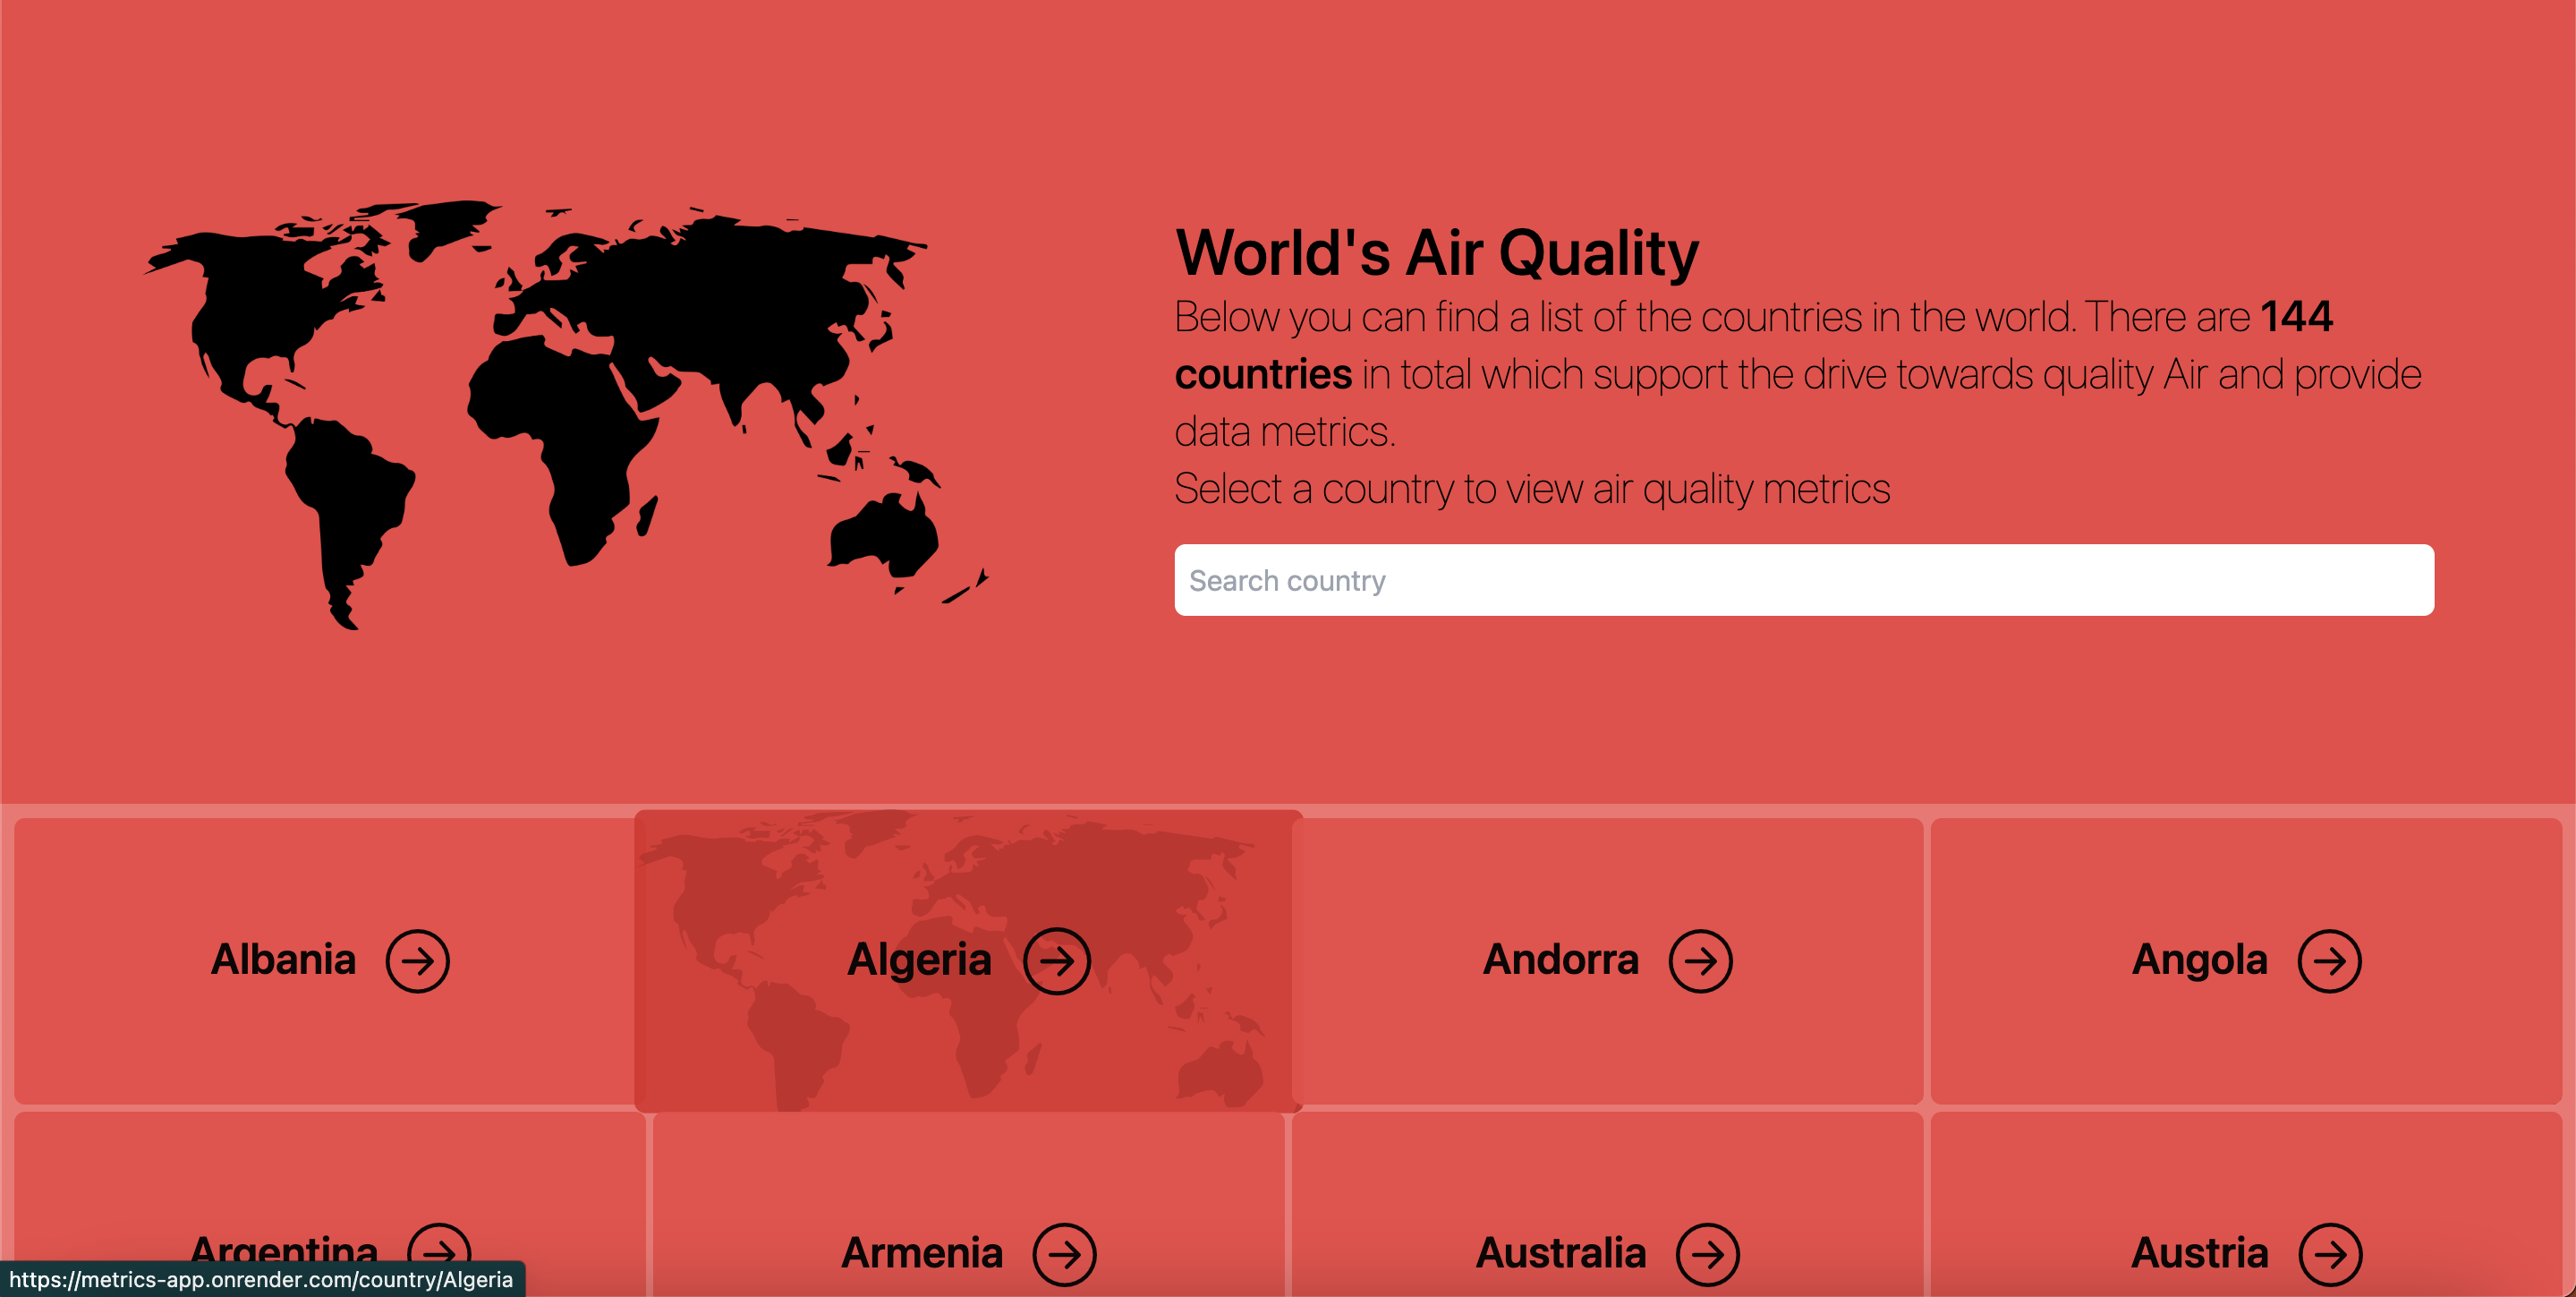 World's Air Quality
Below you can find a list of the countries in the world. There are 144
countries in total which support the drive towards quality Air and provide
data metrics.
Select a country to view air quality metrics
Search country
Albania
Algeria
Andorra
Angola
Argentina
Armenia
Australia
Austria
https://metrics-app.onrender.com/country/Algeria